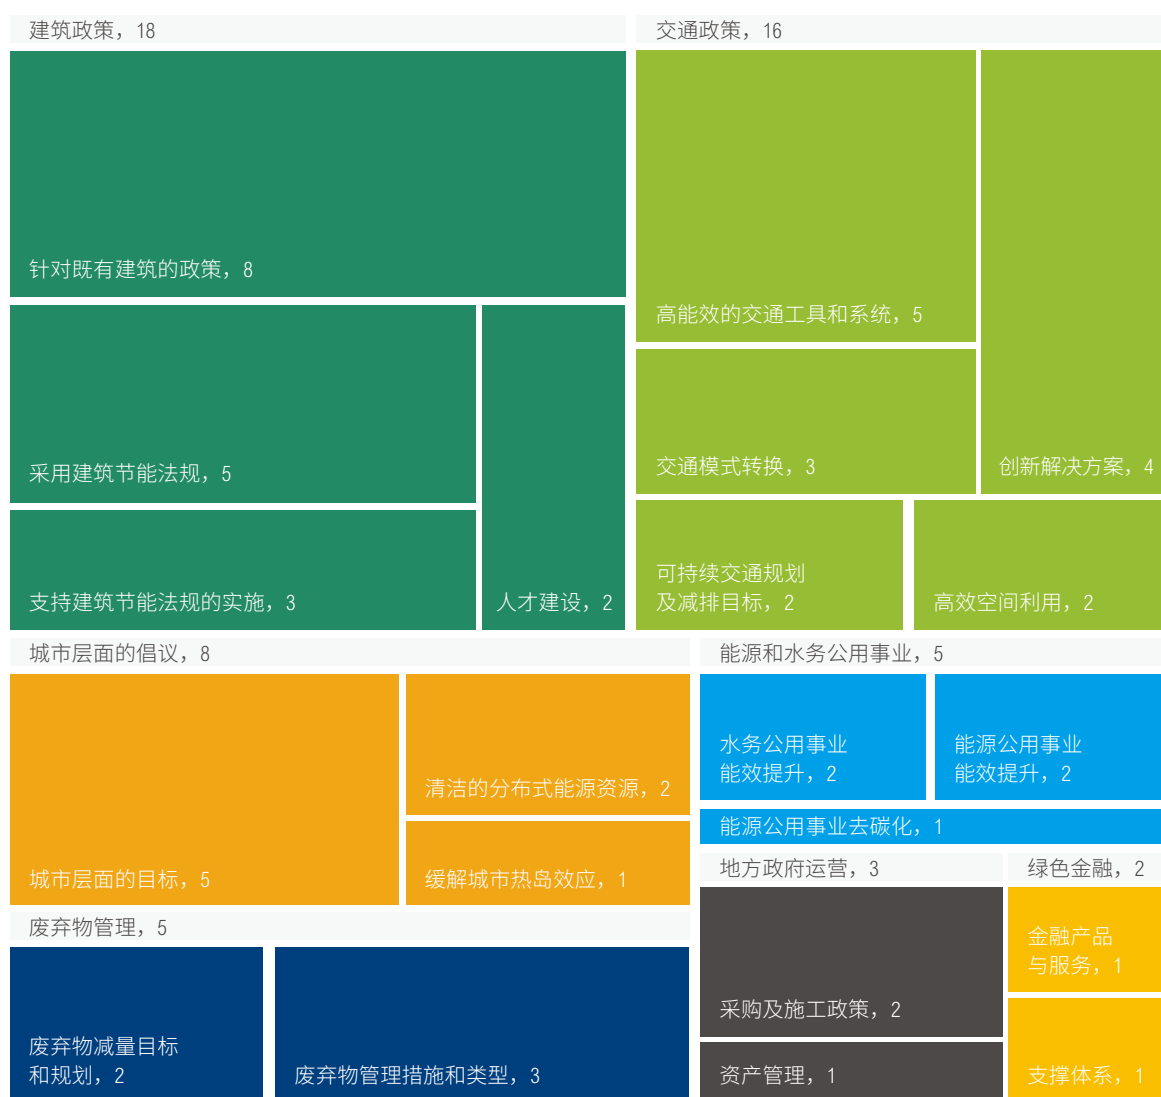 建筑政策，18
针对既有建筑的政策，8
采用建筑节能法规，5
支持建筑节能法规的实施，3
人才建设，2
交通政策，16
高能效的交通工具和系统，5
交通模式转换，3
创新解决方案，4
可持续交通规划
及减排目标，2
高效空间利用，2
城市层面的倡议，8
城市层面的目标，5
清洁的分布式能源资源，2
缓解城市热岛效应，1
能源和水务公用事业，5
水务公用事业
能效提升，2
能源公用事业
能效提升，2
能源公用事业去碳化，1
废弃物管理，5
废弃物减量目标
和规划，2
废弃物管理措施和类型，3
地方政府运营，3
采购及施工政策，2
资产管理，1
绿色金融，2
金融产品
与服务，1
支撑体系，1